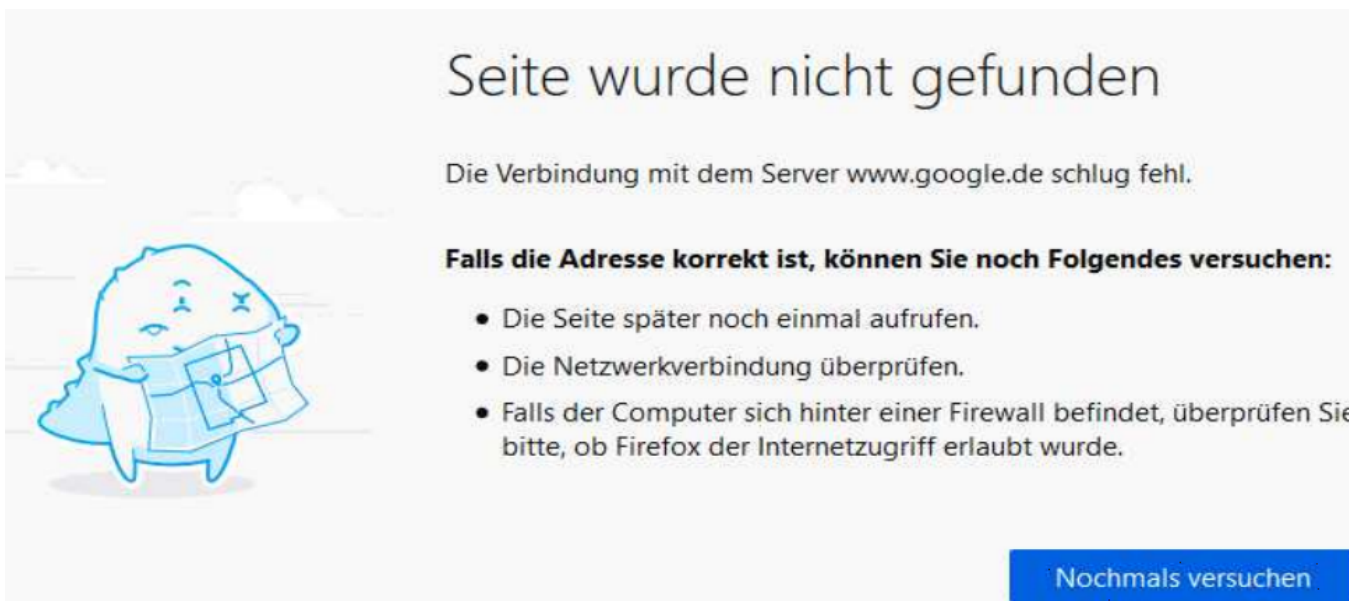 Seite wurde nicht gefunden
Die Verbindung mit dem Server www.google.de schlug fehl.
Falls die Adresse korrekt ist, können Sie noch Folgendes versuchen:
• Die Seite später noch einmal aufrufen.
• Die Netzwerkverbindung überprüfen.
• Falls der Computer sich hinter einer Firewall befindet, überprüfen Sie
bitte, ob Firefox der Internetzugriff erlaubt wurde.
Nochmals versuchen